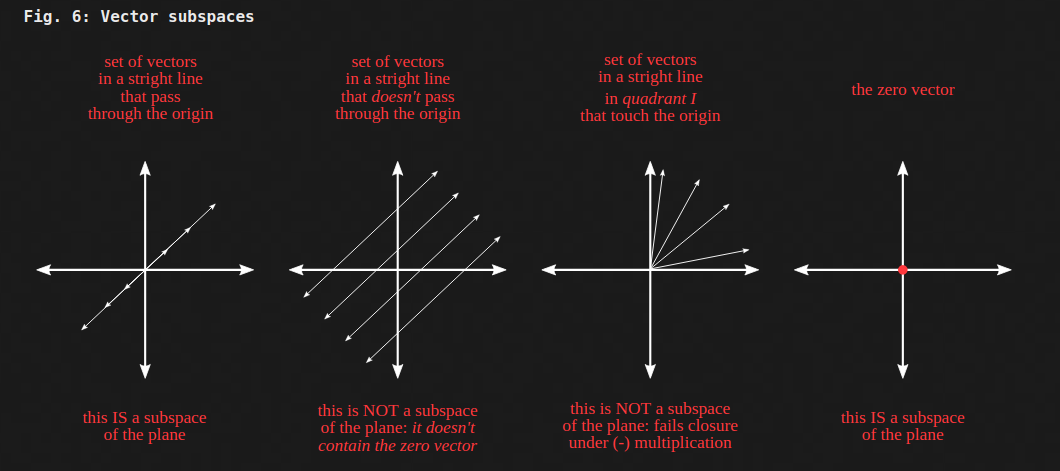 Fig. 6: Vector subspaces
set of vectors
in a stright line
that pass
through the origin
set of vectors
in a stright line
that doesn't pass
through the origin
set of vectors
in a stright line
in quadrant I
that touch the origin
the zero vector
this IS a subspace
of the plane
this is NOT a subspace
of the plane: it doesn't
contain the zero vector
this is NOT a subspace
of the plane: fails closure
under (-) multiplication
this IS a subspace
of the plane